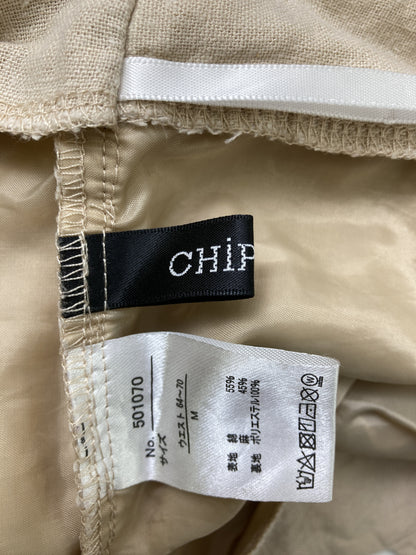 CHiP
No. 501070
サイズ
ウエスト 64〜70
M
表地 綿 55%
麻 45%
裏地 ポリエステル100%